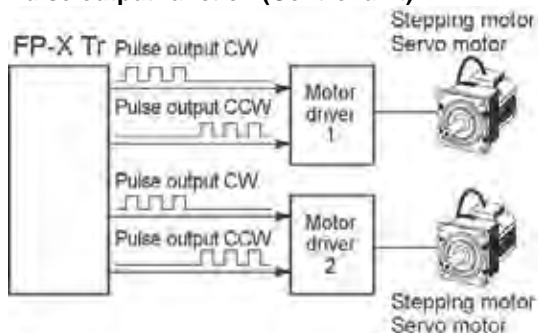 Stepping motor
Servo motor
FP-X Tr
Pulse output CW
Pulse output CCW
Motor
driver
1
Pulse output CW
Pulse output CCW
Motor
driver
2
Stepping motor
Servo motor